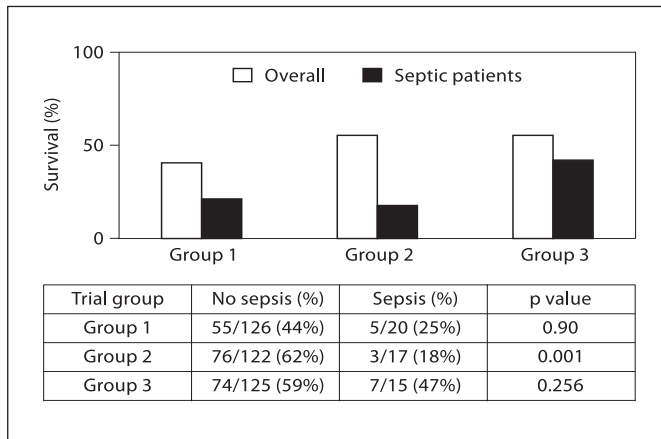 100
Overall
Septic patients
Survival (%)
50
0
Group 1
Group 2
Group 3
Trial group No sepsis (%) Sepsis (%) p value
Group 1 55/126 (44%) 5/20 (25%) 0.90
Group 2 76/122 (62%) 3/17 (18%) 0.001
Group 3 74/125 (59%) 7/15 (47%) 0.256